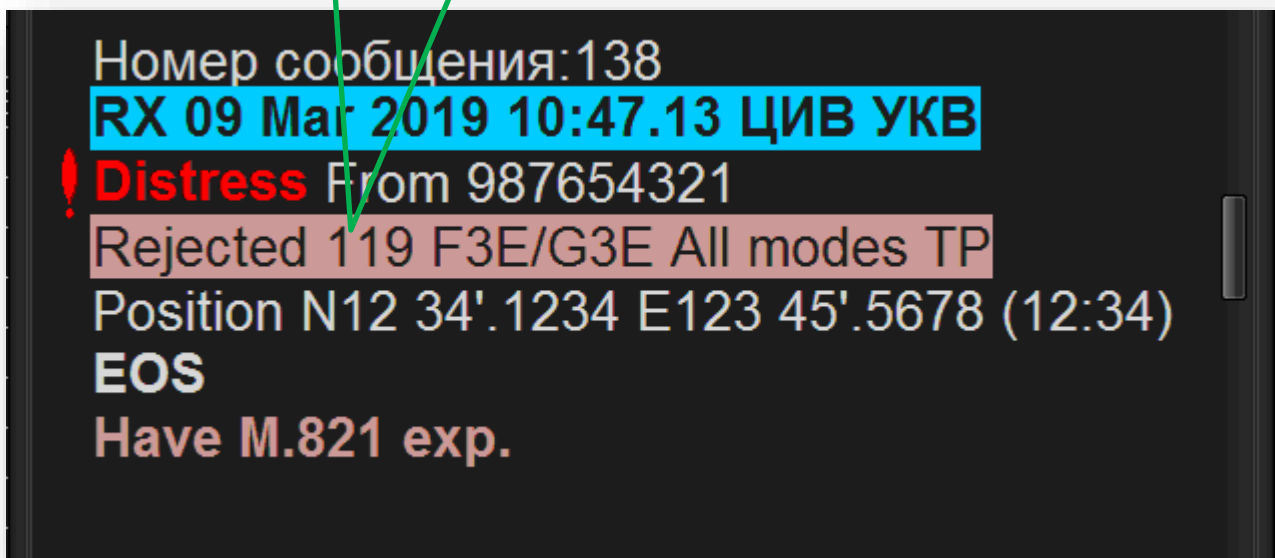 Номер сообщения:138
RX 09 Mar 2019 10:47.13 ЦИВ УКВ
Distress From 987654321
Rejected 119 F3E/G3E All modes TP
Position N12 34'.1234 E123 45'.5678 (12:34)
EOS
Have M.821 exp.